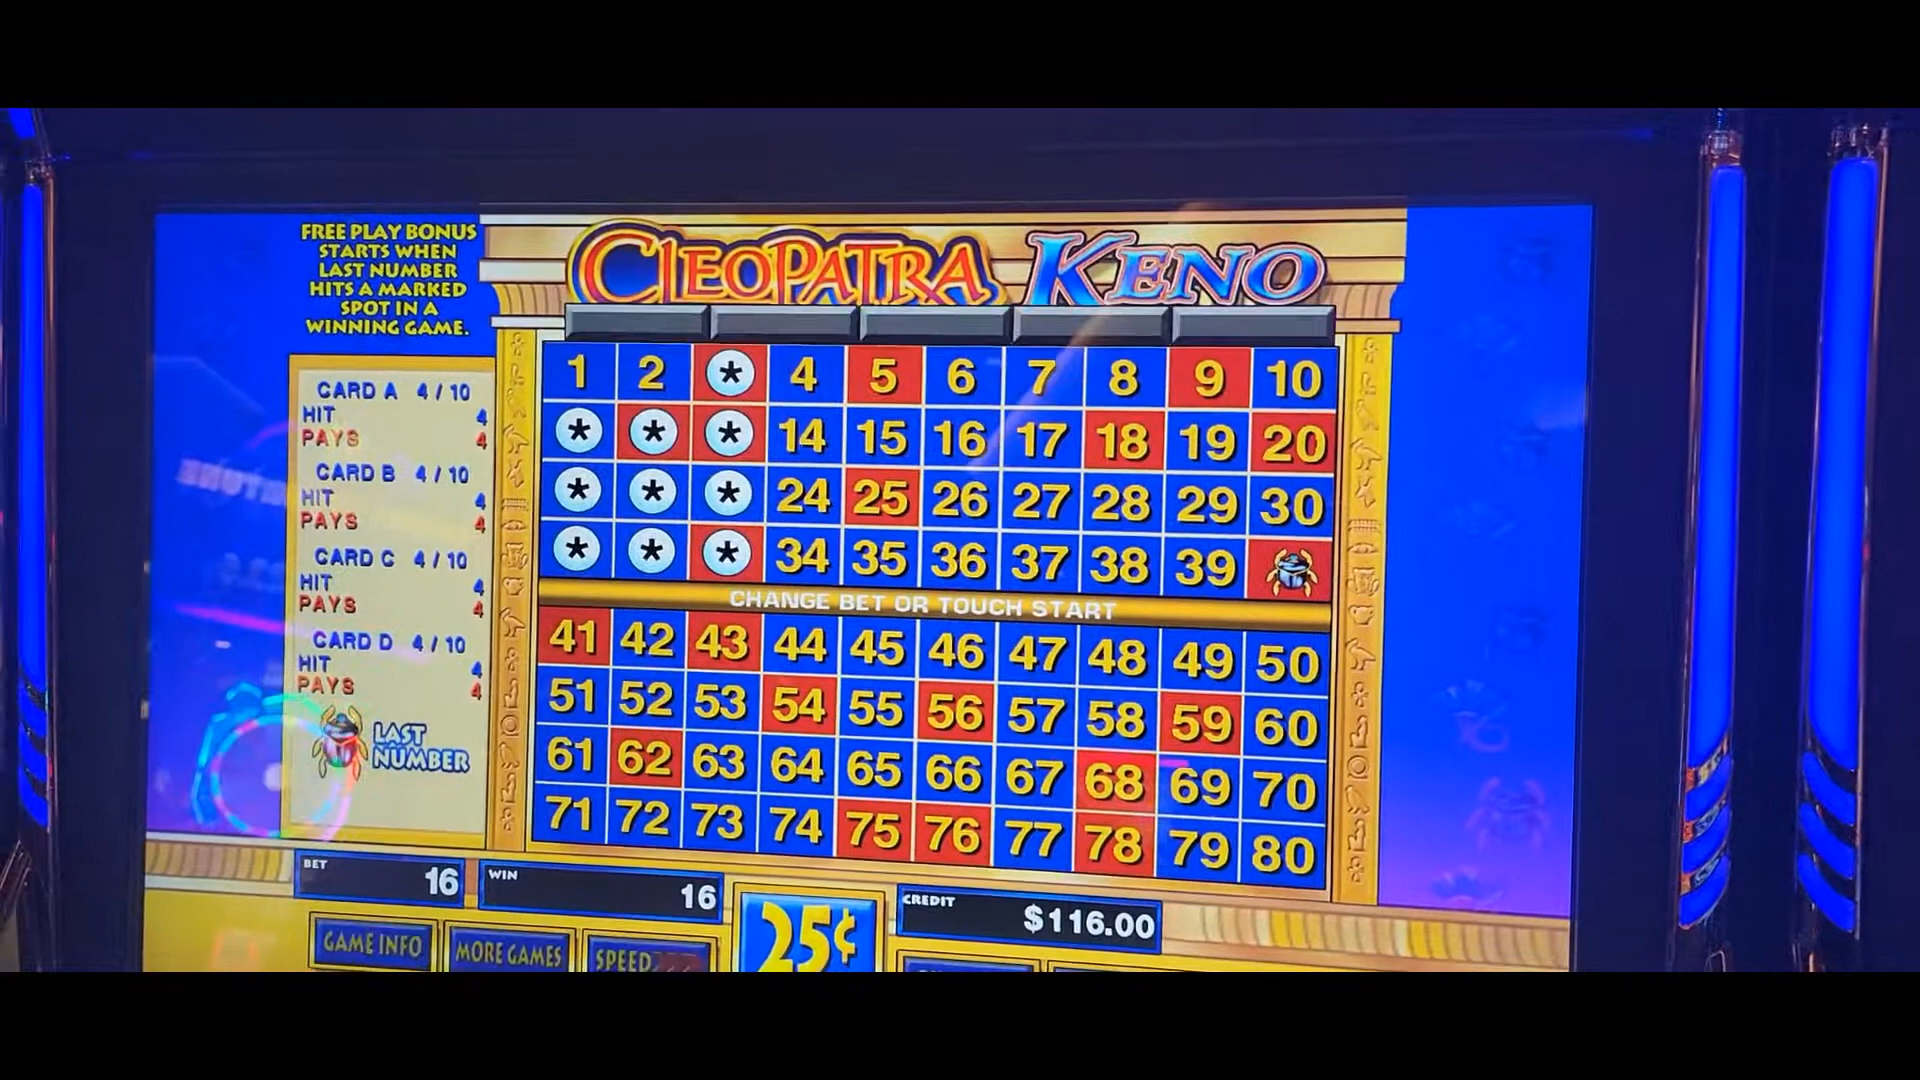 FREE PLAY BONUS
STARTS WHEN
LAST NUMBER
HITS A MARKED
SPOT IN A
WINNING GAME.
CLEOPATRA KENO
CARD A 4/10
HIT 4
PAYS 4
CARD B 4/10
HIT 4
PAYS 4
CARD C 4/10
HIT 4
PAYS 4
CARD D 4/10
HIT 4
PAYS 4
LAST
NUMBER
1 2 * 4 5 6 7 8 9 10
* * * 14 15 16 17 18 19 20
* * * 24 25 26 27 28 29 30
* * * 34 35 36 37 38 39
CHANGE BET OR TOUCH START
41 42 43 44 45 46 47 48 49 50
51 52 53 54 55 56 57 58 59 60
61 62 63 64 65 66 67 68 69 70
71 72 73 74 75 76 77 78 79 80
BET 16
WIN 16
25¢
CREDIT $116.00
GAME INFO
MORE GAMES
SPEED